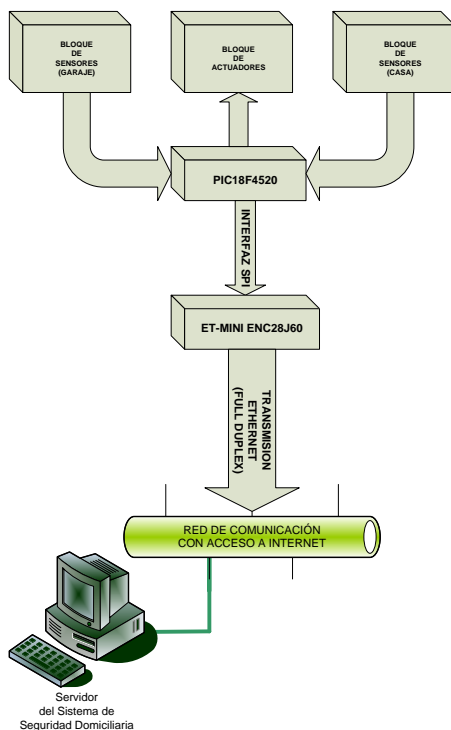 BLOQUE
DE
SENSORES
(GARAJE)
BLOQUE
DE
ACTUADORES
BLOQUE
DE
SENSORES
(CASA)
PIC18F4520
INTERFAZ SPI
ET-MINI ENC28J60
TRANSMISION
ETHERNET
(FULL DUPLEX)
RED DE COMUNICACIÓN
CON ACCESO A INTERNET
Servidor
del Sistema de
Seguridad Domiciliaria